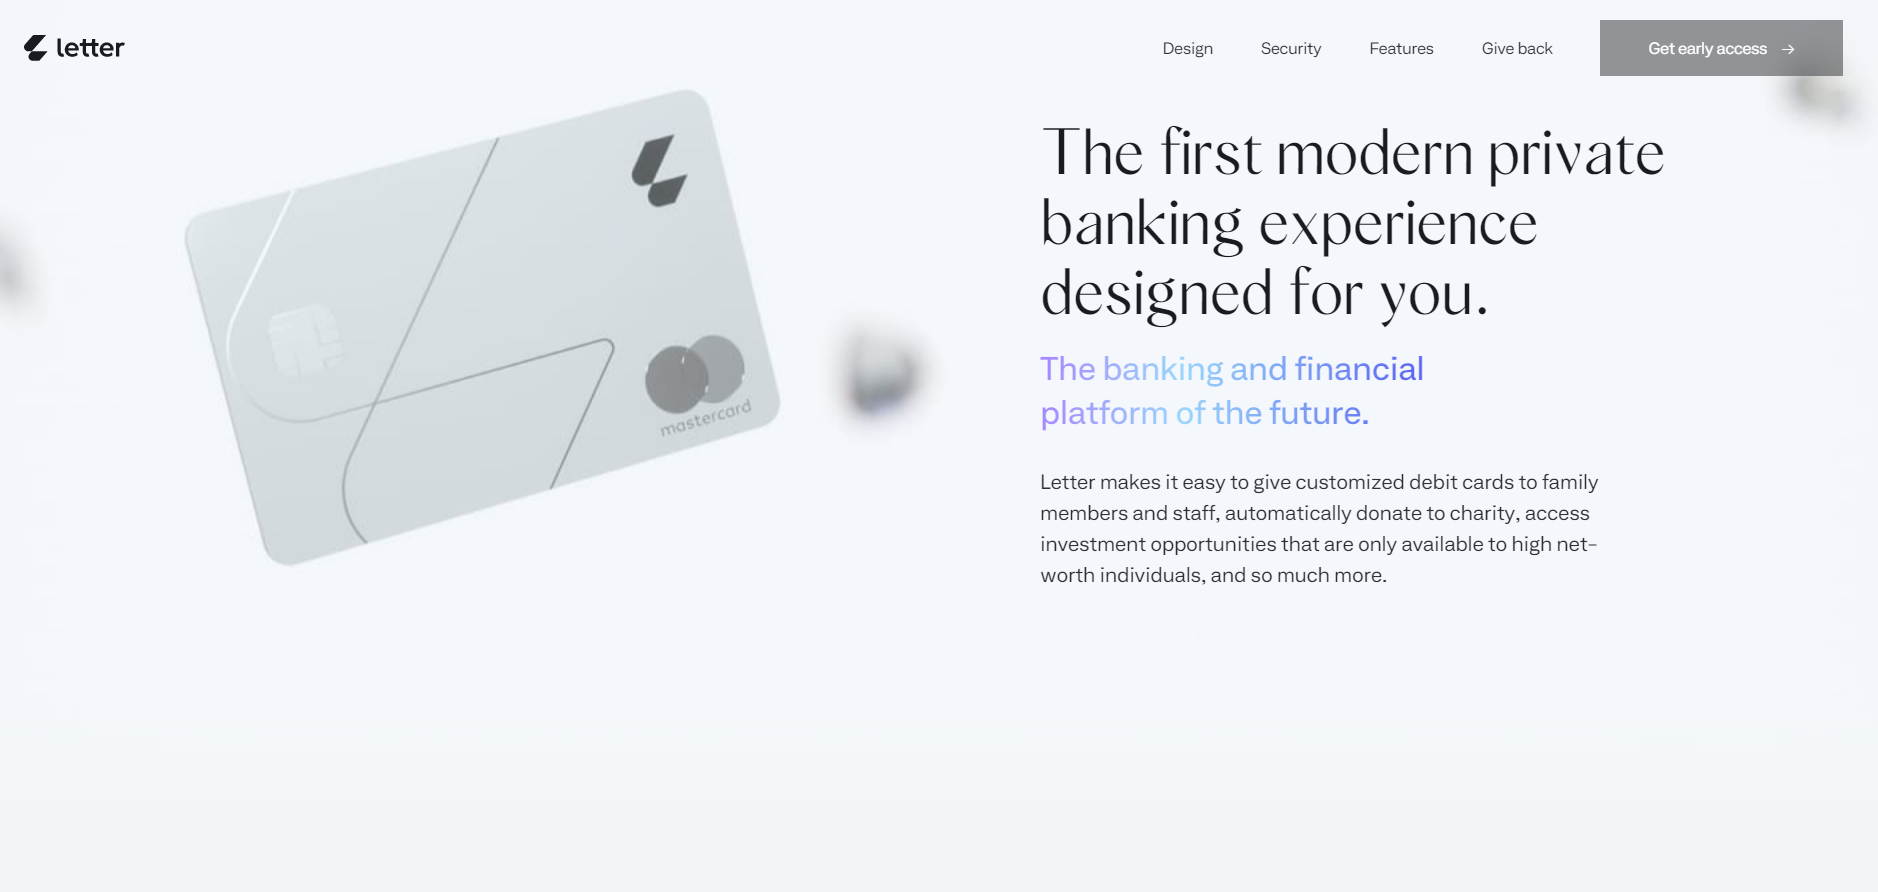 letter
Design
Security
Features
Give back
Get early access →
mastercard
The first modern private
banking experience
designed for you.
The banking and financial
platform of the future.
Letter makes it easy to give customized debit cards to family
members and staff, automatically donate to charity, access
investment opportunities that are only available to high net-
worth individuals, and so much more.